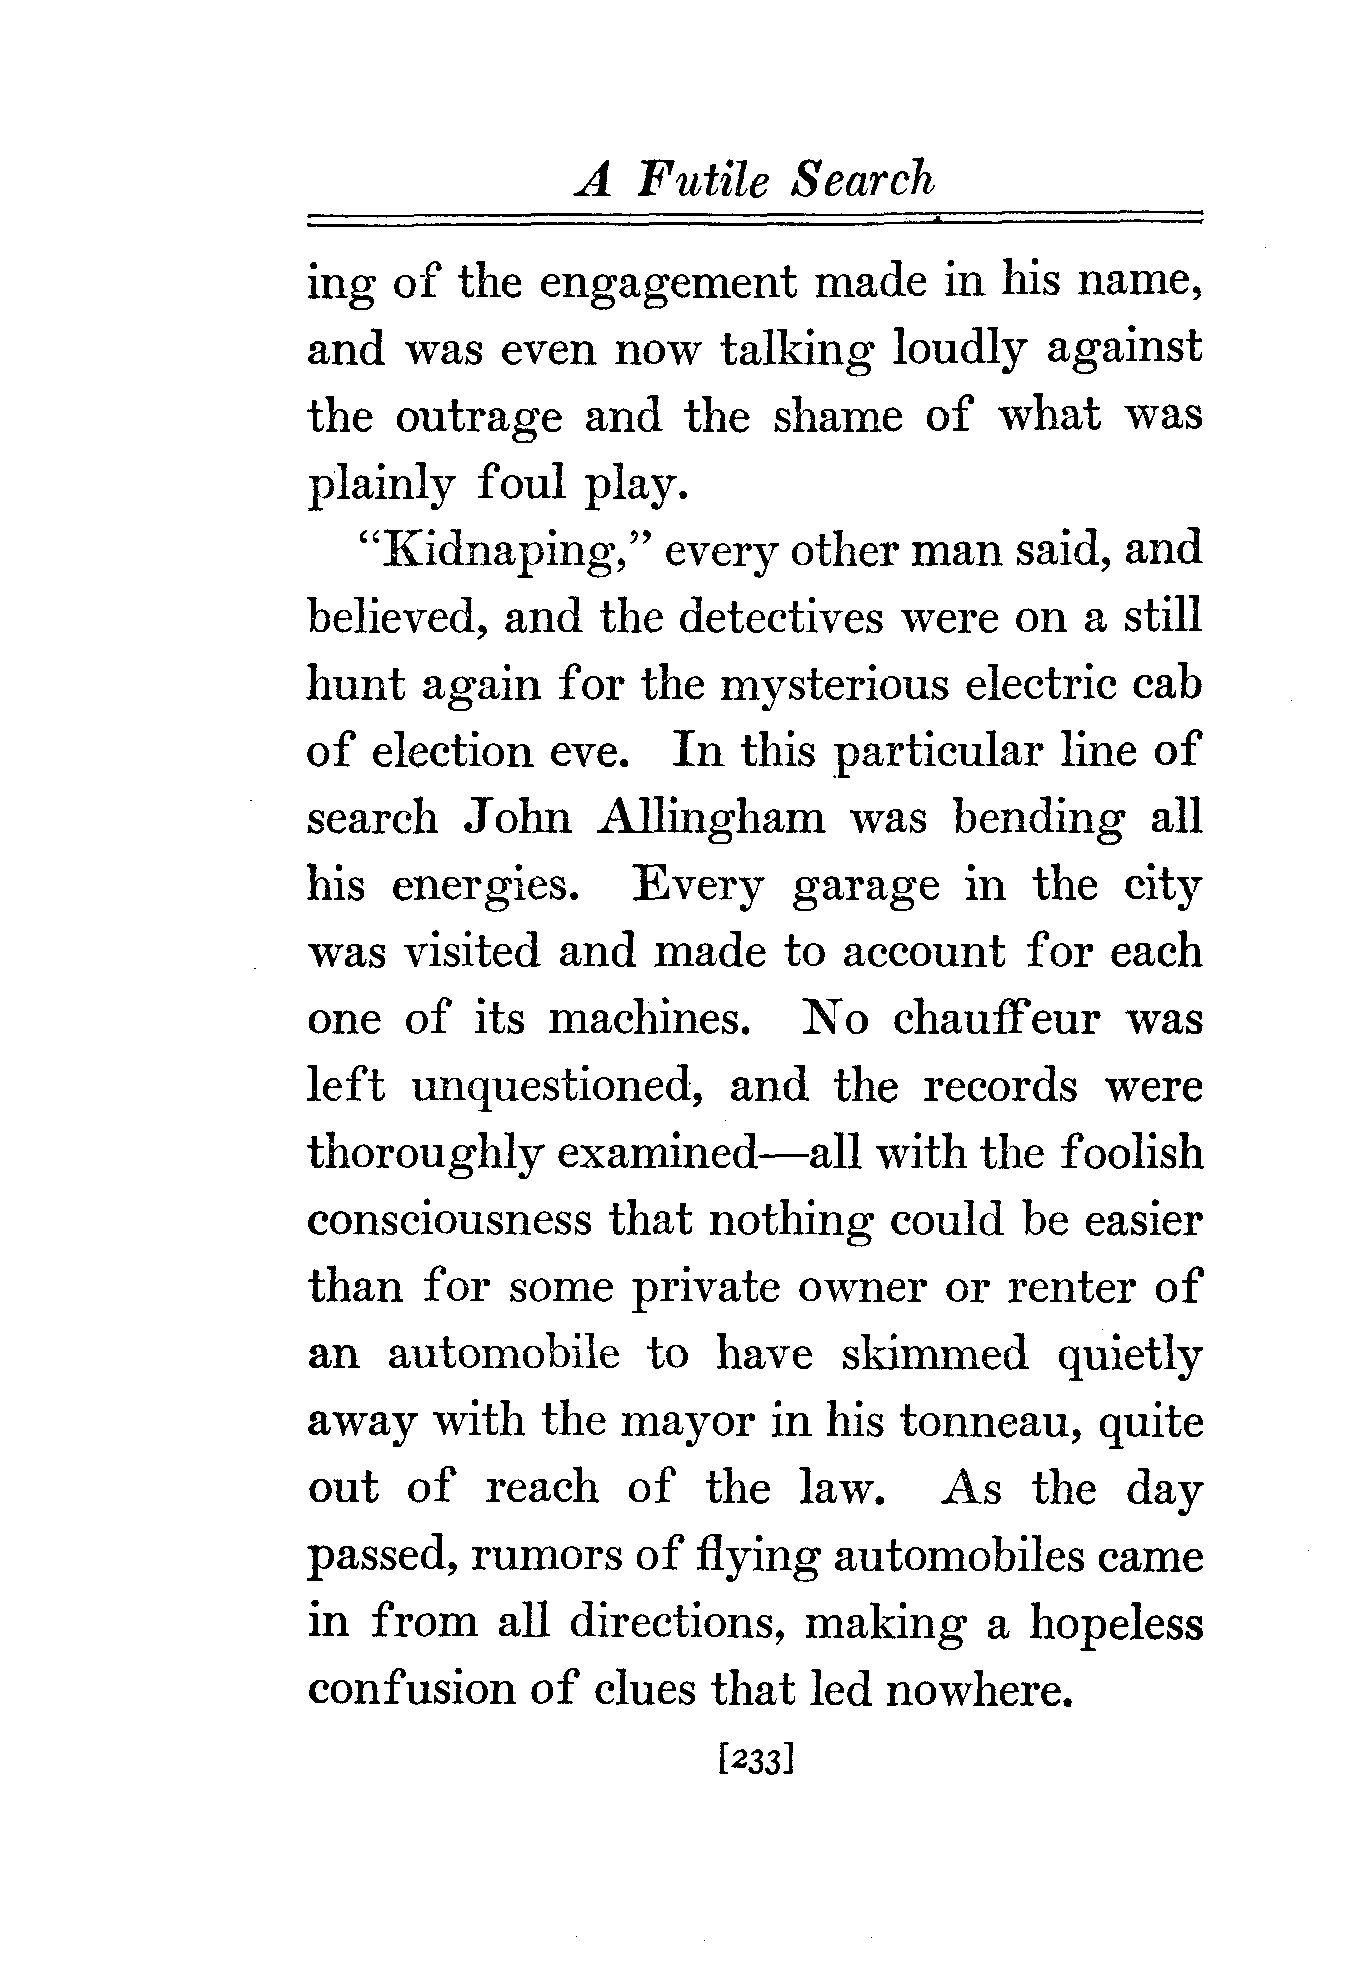 A Futile Search
ing of the engagement made in his name,
and was even now talking loudly against
the outrage and the shame of what was
plainly foul play.
“Kidnaping,” every other man said, and
believed, and the detectives were on a still
hunt again for the mysterious electric cab
of election eve. In this particular line of
search John Allingham was bending all
his energies. Every garage in the city
was visited and made to account for each
one of its machines. No chauffeur was
left unquestioned, and the records were
thoroughly examined—all with the foolish
consciousness that nothing could be easier
than for some private owner or renter of
an automobile to have skimmed quietly
away with the mayor in his tonneau, quite
out of reach of the law. As the day
passed, rumors of flying automobiles came
in from all directions, making a hopeless
confusion of clues that led nowhere.
[233]